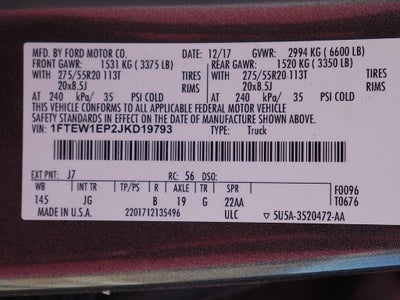 MFD. BY FORD MOTOR CO. DATE: 12/17 GVWR: 2994 KG (6600 LB)
FRONT GAWR: 1531 KG (3375 LB) REAR GAWR: 1520 KG (3350 LB)
WITH 275/55R20 113T WITH 275/55R20 113T
20x8.5J 20x8.5J
AT 240 kPa/ 35 PSI COLD AT 240 kPa/ 35 PSI COLD
THIS VEHICLE CONFORMS TO ALL APPLICABLE FEDERAL MOTOR VEHICLE
SAFETY STANDARDS IN EFFECT ON THE DATE OF MANUFACTURE SHOWN ABOVE.
VIN: 1FTEW1EP2JKD19793 TYPE: Truck
EXT PNT: J7 RC: 56 DSO: F0096
WB INT TR TP/PS R AXLE TR SPR T0676
145 JG B 19 G 22AA
MADE IN U.S.A. 2201712135496 ULC 5U5A-3520472-AA